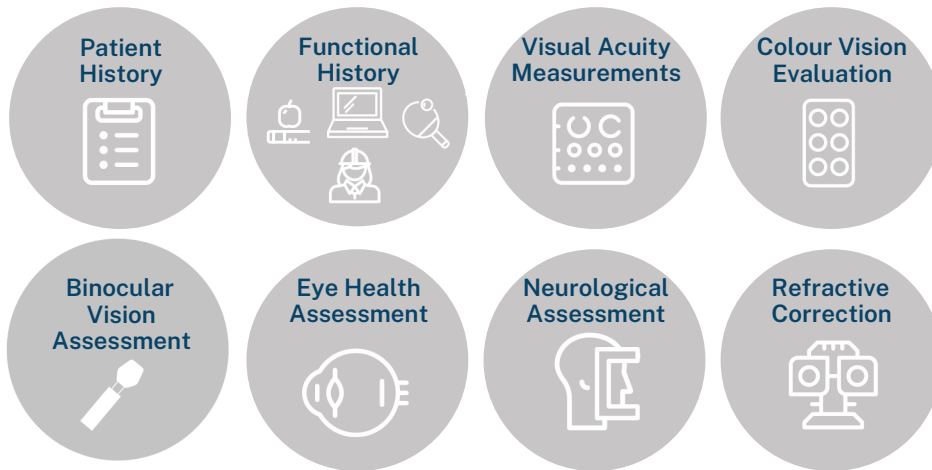 Patient
History
Functional
History
Visual Acuity
Measurements
Colour Vision
Evaluation
Binocular
Vision
Assessment
Eye Health
Assessment
Neurological
Assessment
Refractive
Correction